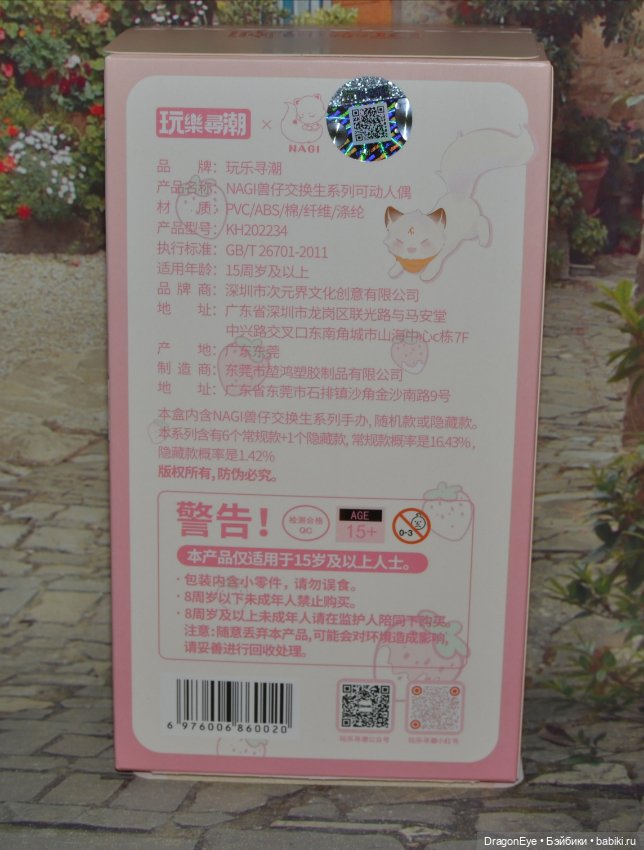 玩樂尋潮 × NAGI
品 牌：玩乐寻潮
产品名称：NAGI兽仔交换生系列可动人偶
材 质：PVC/ABS/棉/纤维/涤纶
产品型号：KH202234
执行标准：GB/T 26701-2011
适用年龄：15周岁及以上
品 牌 商：深圳市次元界文化创意有限公司
地 址：广东省深圳市龙岗区联光路与马安堂
中兴路交叉口东南角城市山海中心c栋7F
产 地：广东东莞
制 造 商：东莞市堃鸿塑胶制品有限公司
地 址：广东省东莞市石排镇沙角金沙南路9号
本盒内含NAGI兽仔交换生系列手办，随机款或隐藏款。
本系列含有6个常规款+1个隐藏款，常规款概率是16.43%，
隐藏款概率是1.42%
版权所有，防伪必究。
警告！ 检测合格 QC AGE 15+ 0-3
本产品仅适用于15岁及以上人士。
· 包装内含小零件，请勿误食。
· 8周岁以下未成年人禁止购买。
· 8周岁及以上未成年人请在监护人陪同下购买。
注意：随意丢弃本产品，可能会对环境造成影响，
请妥善进行回收处理。
6 976006 860020
玩乐寻潮公众号 玩乐寻潮小红书
DragonEye • Бэйбики • babiki.ru